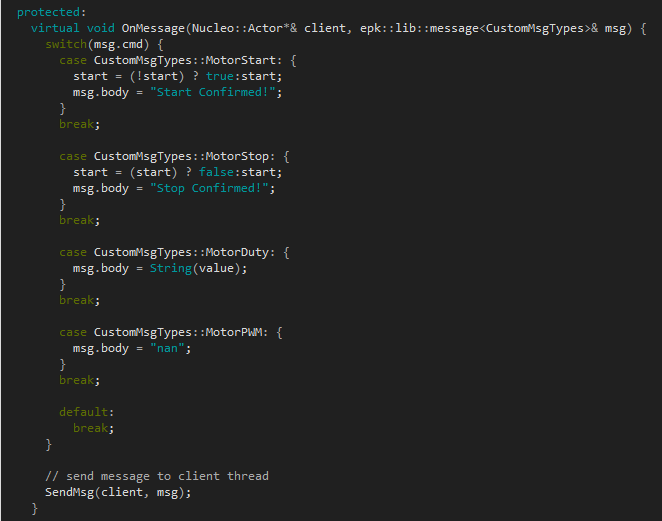 protected:
  virtual void OnMessage(Nucleo::Actor*& client, epk::lib::message<CustomMsgTypes>& msg) {
    switch(msg.cmd) {
      case CustomMsgTypes::MotorStart: {
        start = (!start) ? true:start;
        msg.body = "Start Confirmed!";
      }
      break;

      case CustomMsgTypes::MotorStop: {
        start = (start) ? false:start;
        msg.body = "Stop Confirmed!";
      }
      break;

      case CustomMsgTypes::MotorDuty: {
        msg.body = String(value);
      }
      break;

      case CustomMsgTypes::MotorPWM: {
        msg.body = "nan";
      }
      break;

      default:
        break;
    }

    // send message to client thread
    SendMsg(client, msg);
  }